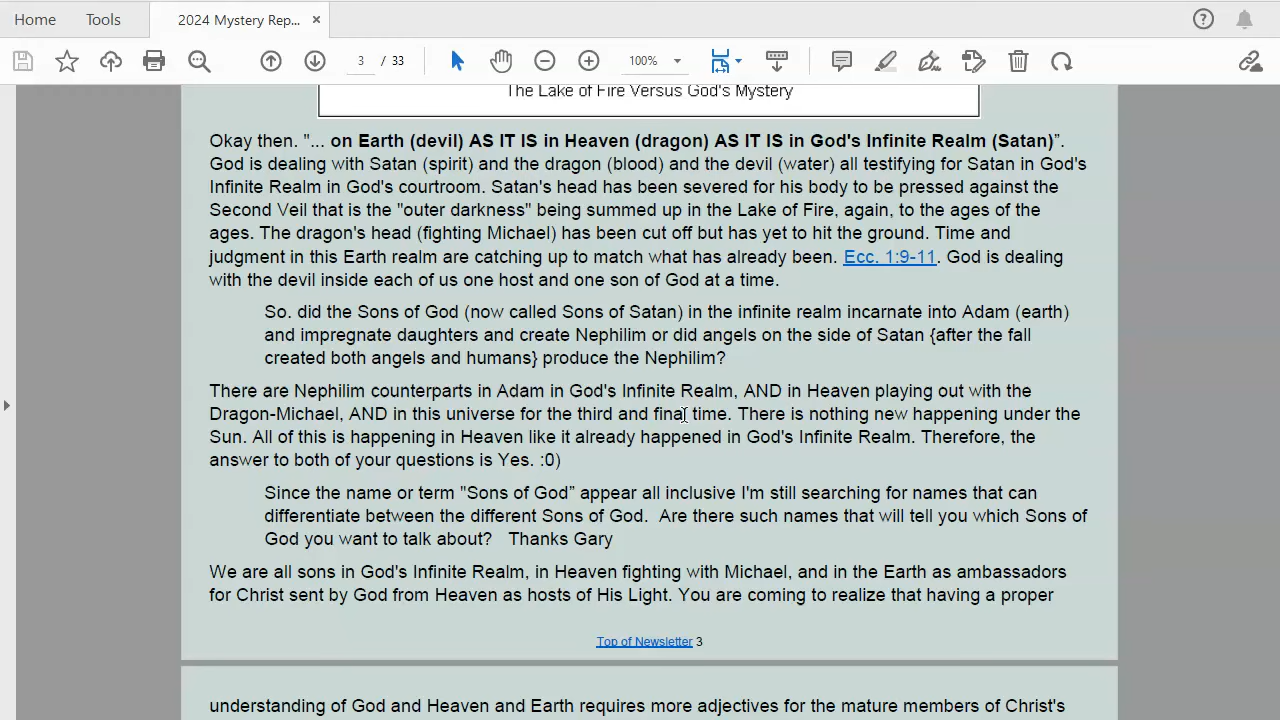 Home
Tools
2024 Mystery Rep...
3 / 33
100%
The Lake of Fire Versus God's Mystery
Okay then. "... on Earth (devil) AS IT IS in Heaven (dragon) AS IT IS in God's Infinite Realm (Satan)”.
God is dealing with Satan (spirit) and the dragon (blood) and the devil (water) all testifying for Satan in God's
Infinite Realm in God's courtroom. Satan's head has been severed for his body to be pressed against the
Second Veil that is the "outer darkness" being summed up in the Lake of Fire, again, to the ages of the
ages. The dragon's head (fighting Michael) has been cut off but has yet to hit the ground. Time and
judgment in this Earth realm are catching up to match what has already been. Ecc. 1:9-11. God is dealing
with the devil inside each of us one host and one son of God at a time.
So. did the Sons of God (now called Sons of Satan) in the infinite realm incarnate into Adam (earth)
and impregnate daughters and create Nephilim or did angels on the side of Satan {after the fall
created both angels and humans} produce the Nephilim?
There are Nephilim counterparts in Adam in God's Infinite Realm, AND in Heaven playing out with the
Dragon-Michael, AND in this universe for the third and final time. There is nothing new happening under the
Sun. All of this is happening in Heaven like it already happened in God's Infinite Realm. Therefore, the
answer to both of your questions is Yes. :0)
Since the name or term "Sons of God” appear all inclusive I'm still searching for names that can
differentiate between the different Sons of God.  Are there such names that will tell you which Sons of
God you want to talk about?   Thanks Gary
We are all sons in God's Infinite Realm, in Heaven fighting with Michael, and in the Earth as ambassadors
for Christ sent by God from Heaven as hosts of His Light. You are coming to realize that having a proper
Top of Newsletter 3
understanding of God and Heaven and Earth requires more adjectives for the mature members of Christ's